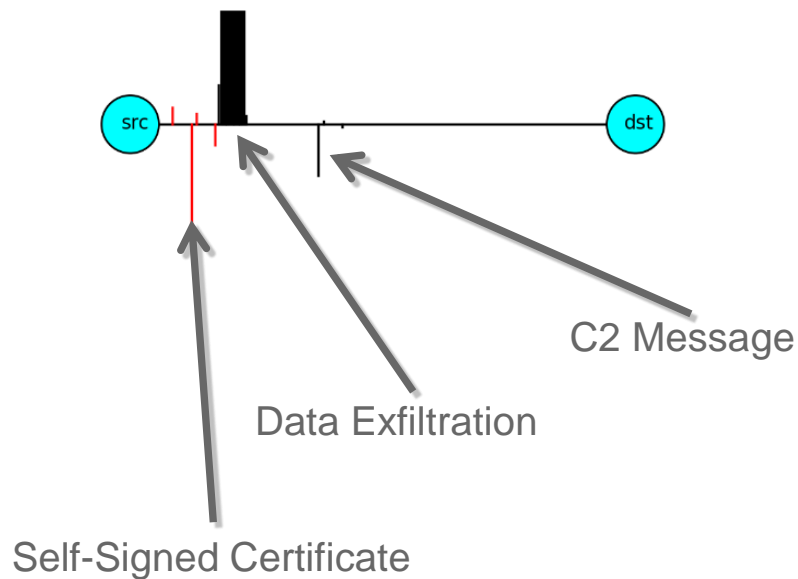 src
dst
C2 Message
Data Exfiltration
Self-Signed Certificate